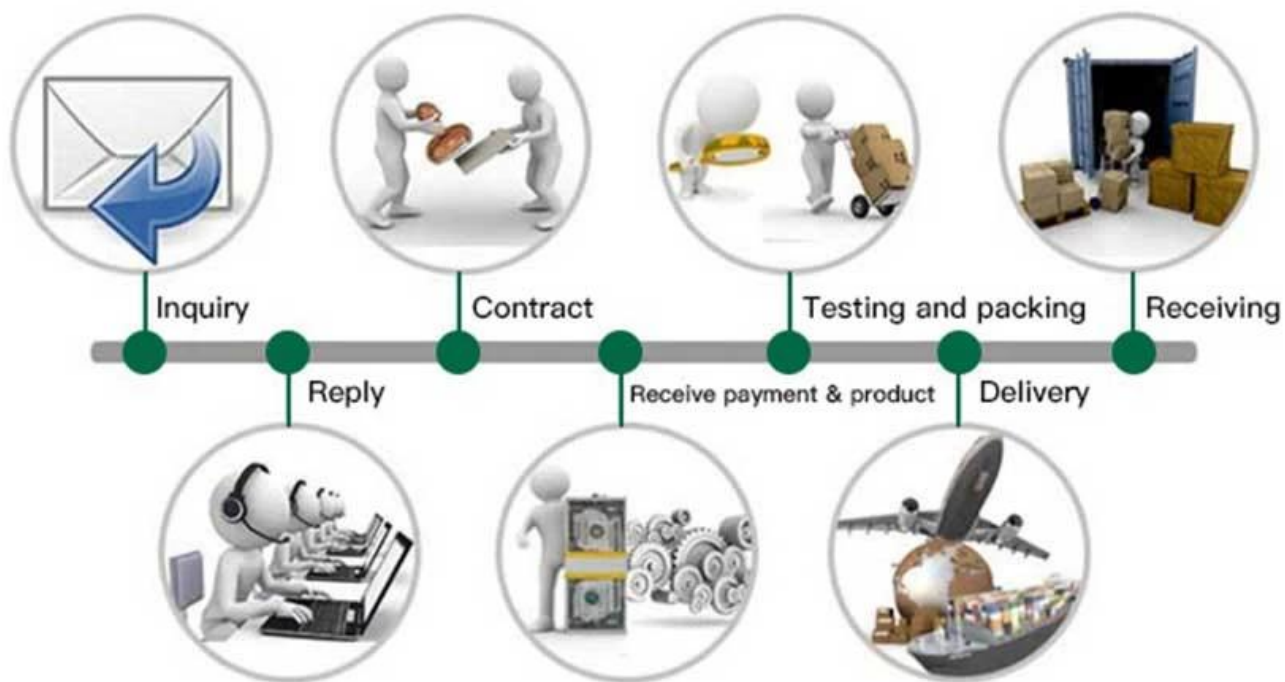 Inquiry
Contract
Testing and packing
Receiving
Reply
Receive payment & product
Delivery